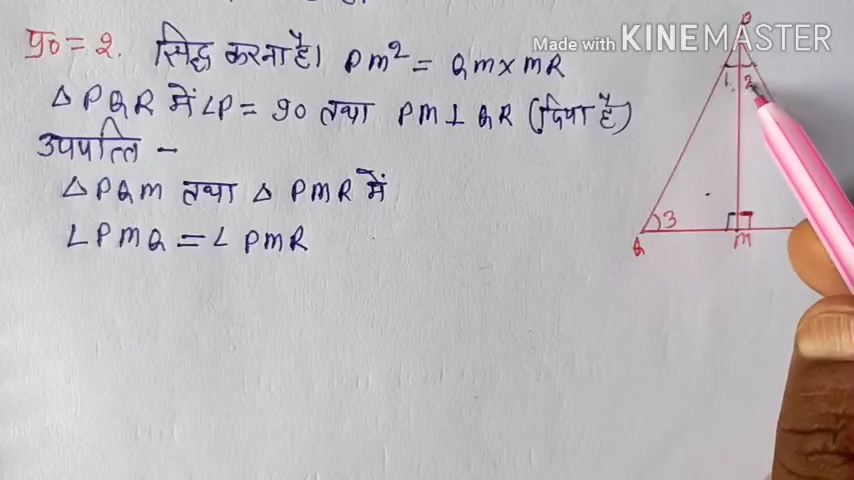 प्र० = 2. सिद्ध करना है। PM² = QM × MR
△ PQR में ∠P = 90 तथा PM ⊥ QR (दिया है)
उपपत्ति –
△ PQM तथा △ PMR में
∠ PMQ = ∠ PMR
Made with KINEMASTER
P
1 2
3
Q M